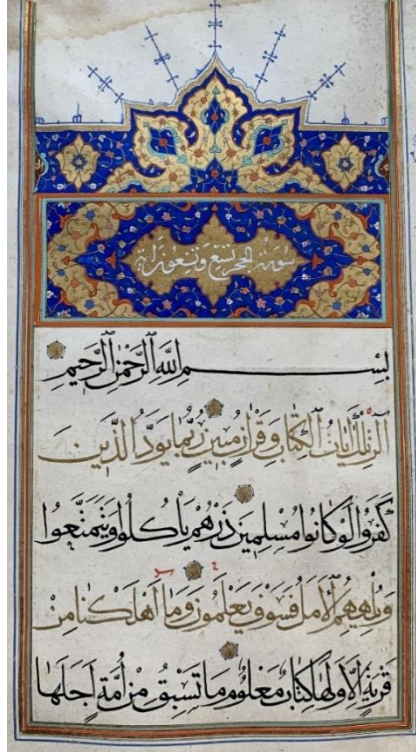 سورة الحجر تسع وتسعون آية
بسم الله الرحمن الرحيم
الر تلك آيات الكتاب وقرآن مبين ربما يود الذين
كفروا لو كانوا مسلمين ذرهم ياكلوا ويتمتعوا
ويلههم الأمل فسوف يعلمون وما أهلكنا من
قرية إلا ولها كتاب معلوم ما تسبق من أمة أجلها